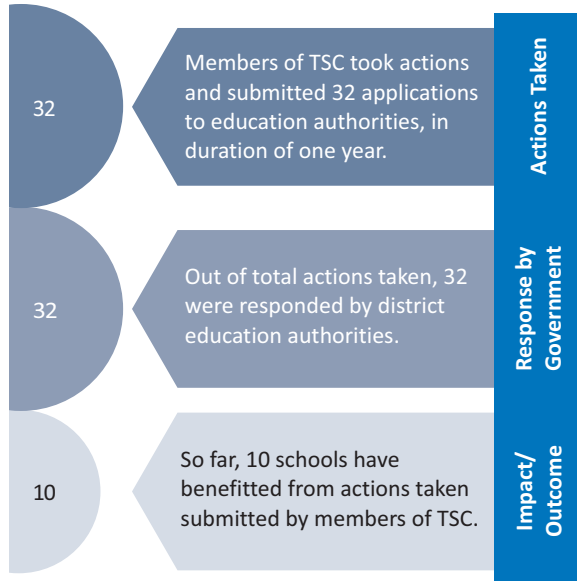 32
Members of TSC took actions
and submitted 32 applications
to education authorities, in
duration of one year.
Actions Taken
32
Out of total actions taken, 32
were responded by district
education authorities.
Response by
Government
10
So far, 10 schools have
benefitted from actions taken
submitted by members of TSC.
Impact/
Outcome